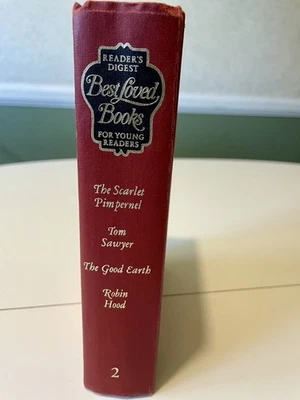 READER'S
DIGEST
Best Loved
Books
FOR YOUNG
READERS
The Scarlet
Pimpernel
Tom
Sawyer
The Good Earth
Robin
Hood
2